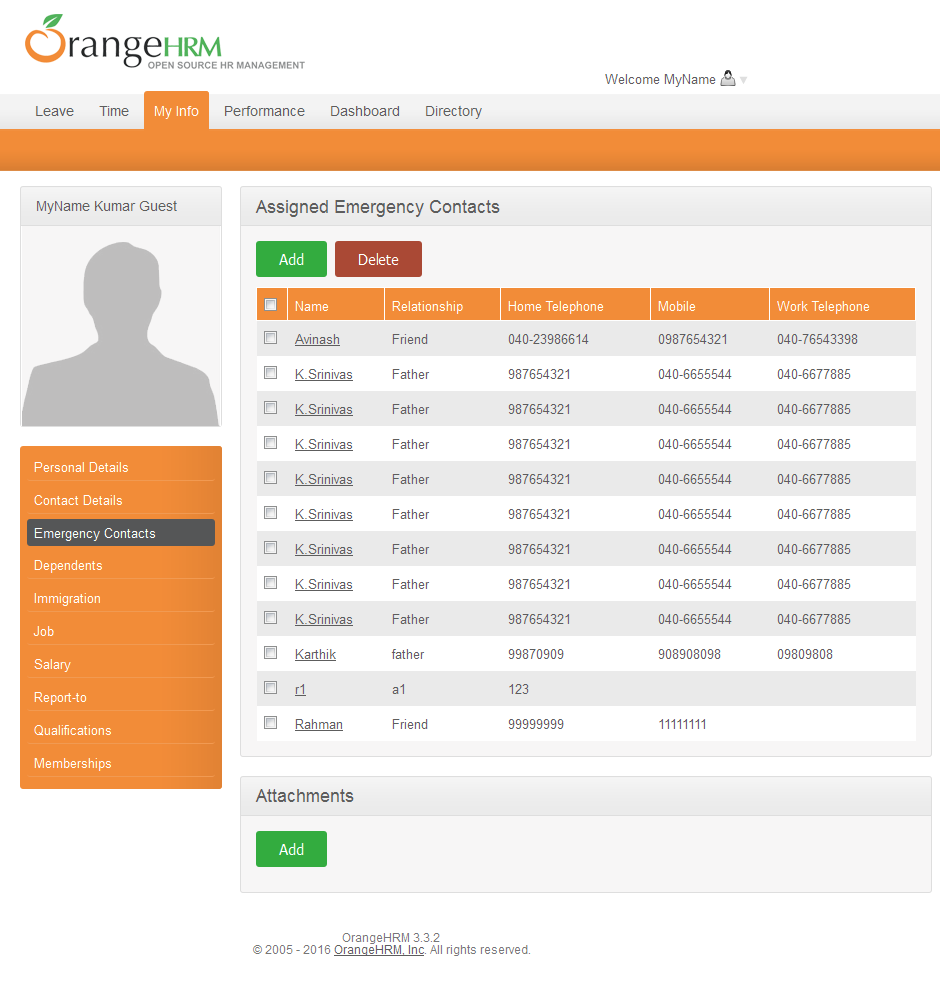 OrangeHRM
OPEN SOURCE HR MANAGEMENT
Welcome MyName
Leave Time My Info Performance Dashboard Directory
MyName Kumar Guest
Personal Details
Contact Details
Emergency Contacts
Dependents
Immigration
Job
Salary
Report-to
Qualifications
Memberships
Assigned Emergency Contacts
Add Delete
Name Relationship Home Telephone Mobile Work Telephone
Avinash Friend 040-23986614 0987654321 040-76543398
K.Srinivas Father 987654321 040-6655544 040-6677885
K.Srinivas Father 987654321 040-6655544 040-6677885
K.Srinivas Father 987654321 040-6655544 040-6677885
K.Srinivas Father 987654321 040-6655544 040-6677885
K.Srinivas Father 987654321 040-6655544 040-6677885
K.Srinivas Father 987654321 040-6655544 040-6677885
K.Srinivas Father 987654321 040-6655544 040-6677885
K.Srinivas Father 987654321 040-6655544 040-6677885
Karthik father 99870909 908908098 09809808
r1 a1 123
Rahman Friend 99999999 11111111
Attachments
Add
OrangeHRM 3.3.2
© 2005 - 2016 OrangeHRM, Inc. All rights reserved.